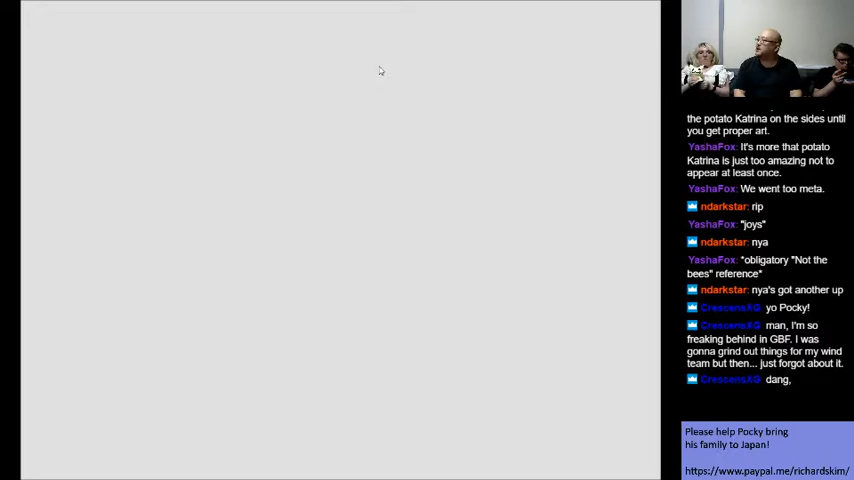 the potato Katrina on the sides until
you get proper art.
YashaFox: It's more that potato
Katrina is just too amazing not to
appear at least once.
YashaFox: We went too meta.
ndarkstar: rip
YashaFox: "joys"
ndarkstar: nya
YashaFox: *obligatory "Not the
bees" reference*
ndarkstar: nya's got another up
CrescensXG yo Pocky!
CrescensXG man, I'm so
freaking behind in GBF. I was
gonna grind out things for my wind
team but then... just forgot about it.
CrescensXG dang,
Please help Pocky bring
his family to Japan!
https://www.paypal.me/richardskim/